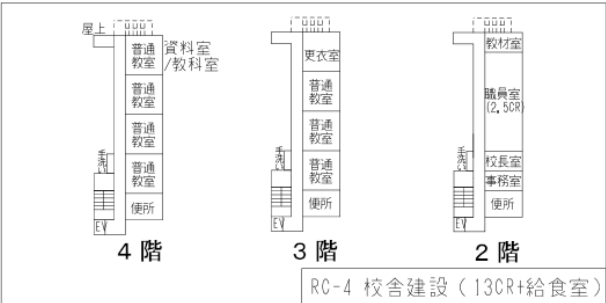 屋上
普通
教室
資料室
/教科室
普通
教室
普通
教室
普通
教室
手洗い
便所
EV
4 階
更衣室
普通
教室
普通
教室
普通
教室
手洗い
便所
EV
3 階
教材室
職員室
(2,5CR)
手洗い
校長室
事務室
便所
EV
2 階
RC-4 校舎建設(13CR+給食室)